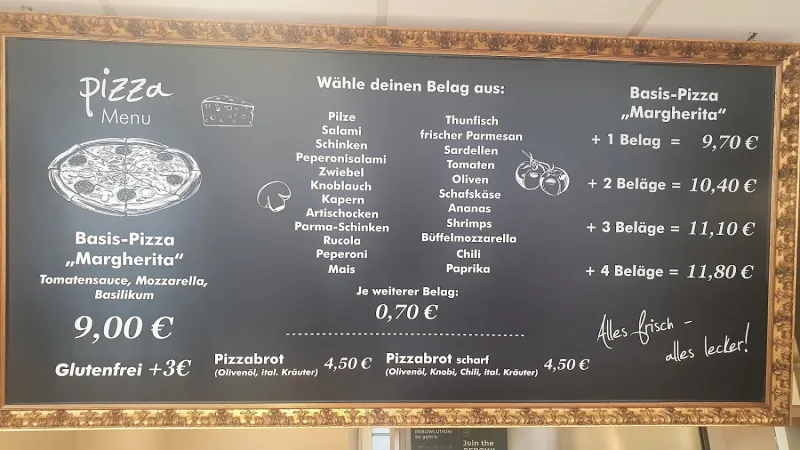 pizza
Menu
Basis-Pizza
„Margherita“
Tomatensauce, Mozzarella,
Basilikum
9,00 €
Glutenfrei +3€
Wähle deinen Belag aus:
Pilze
Salami
Schinken
Peperonisalami
Zwiebel
Knoblauch
Kapern
Artischocken
Parma-Schinken
Rucola
Peperoni
Mais
Thunfisch
frischer Parmesan
Sardellen
Tomaten
Oliven
Schafskäse
Ananas
Shrimps
Büffelmozzarella
Chili
Paprika
Je weiterer Belag:
0,70 €
Pizzabrot 4,50 €
(Olivenöl, ital. Kräuter)
Pizzabrot scharf 4,50 €
(Olivenöl, Knobi, Chili, ital. Kräuter)
Basis-Pizza
„Margherita“
+ 1 Belag = 9,70 €
+ 2 Beläge = 10,40 €
+ 3 Beläge = 11,10 €
+ 4 Beläge = 11,80 €
Alles frisch -
alles lecker!
Join the